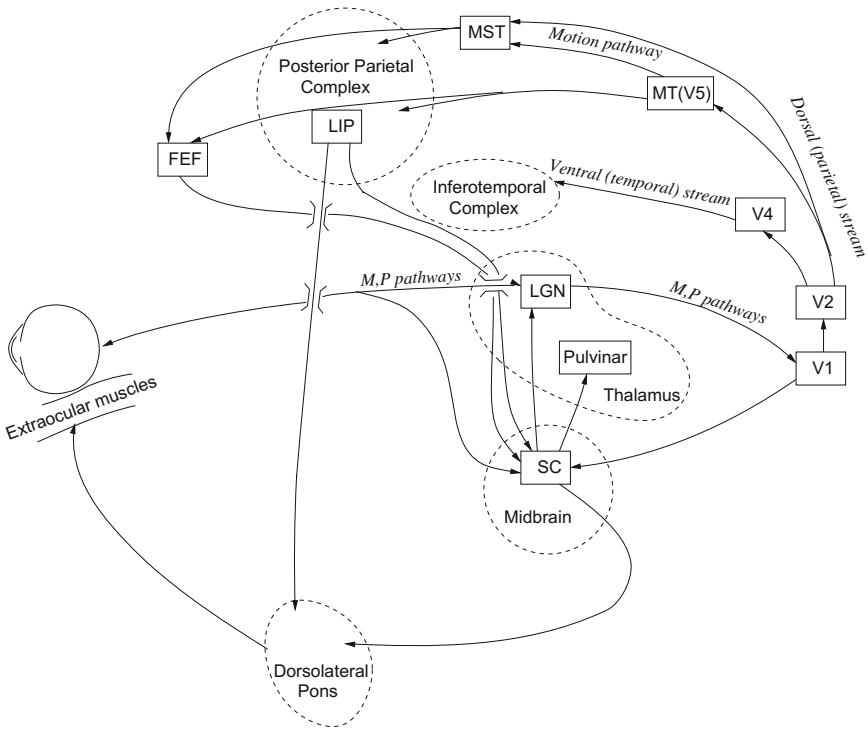 MST
Motion pathway
Posterior Parietal
Complex
MT(V5)
LIP
FEF
Dorsal (parietal) stream
Ventral (temporal) stream
Inferotemporal
Complex
V4
M,P pathways
LGN
M,P pathways
V2
Pulvinar
V1
Thalamus
Extraocular muscles
SC
Midbrain
Dorsolateral
Pons